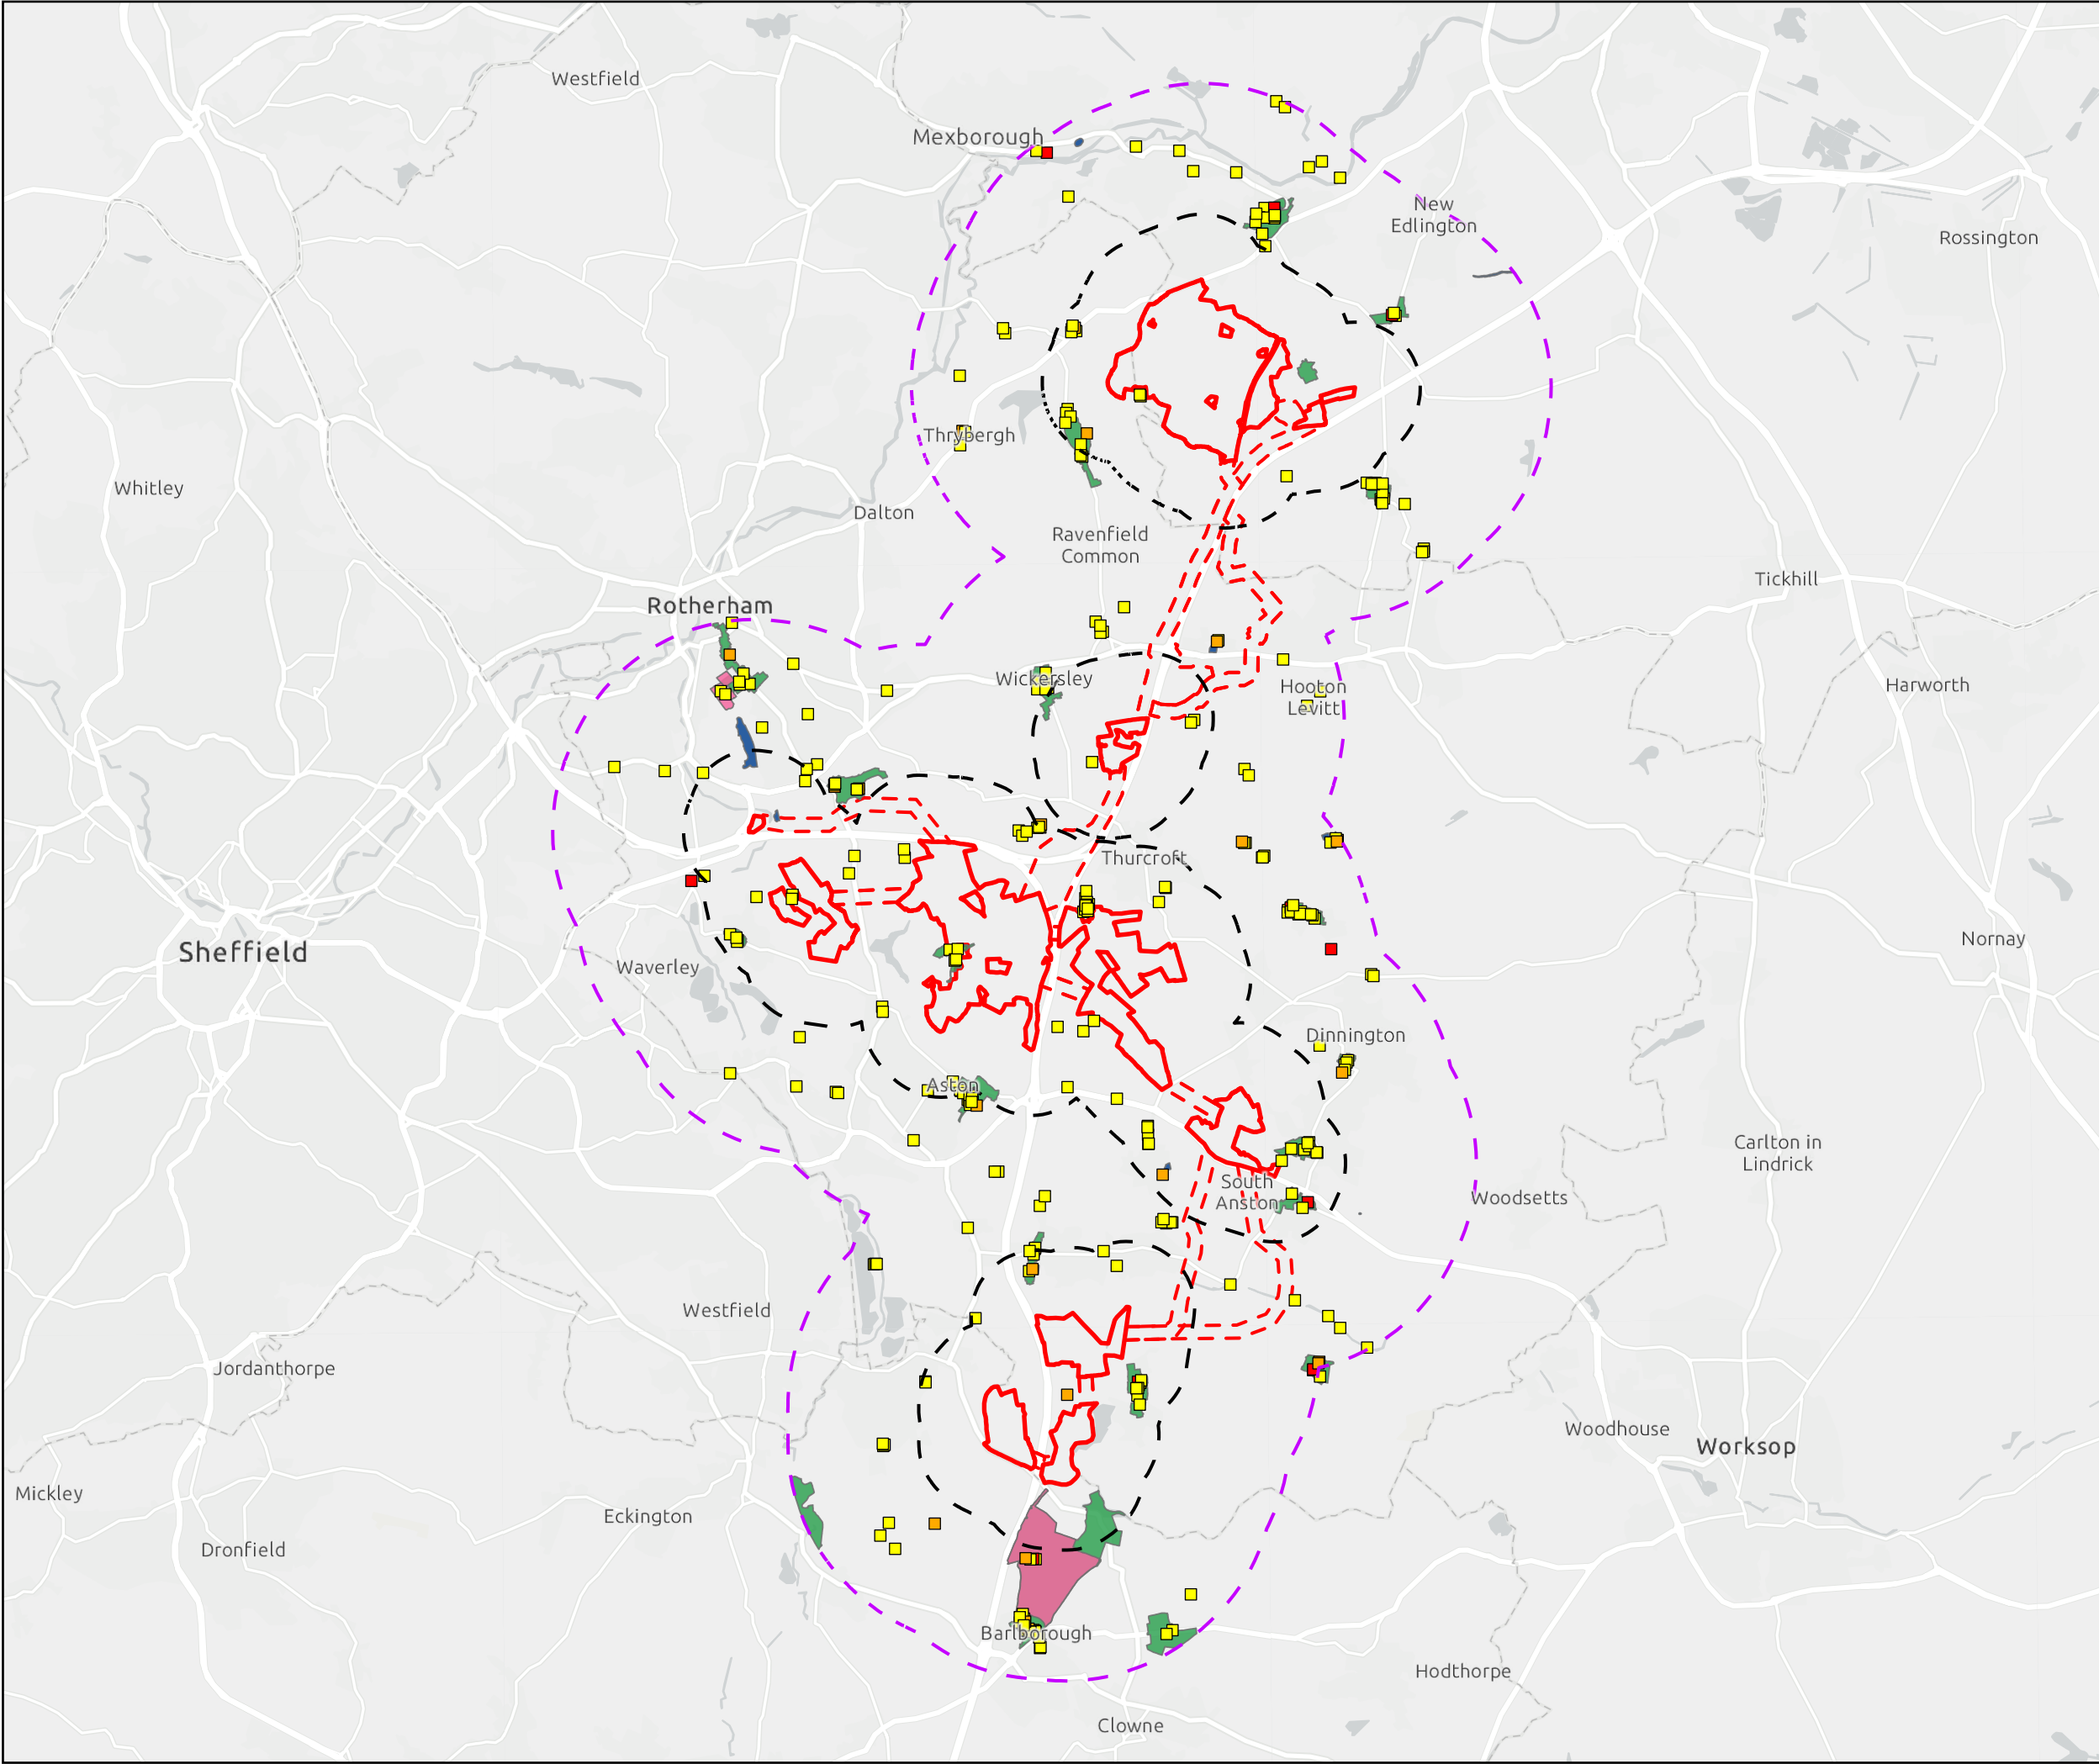 Westfield
Mexborough
New
Edlington
Rossington
Thrybergh
Whitley
Dalton
Ravenfield
Common
Tickhill
Rotherham
Wickersley
Hooton
Levitt
Harworth
Thurcroft
Sheffield
Waverley
Nornay
Dinnington
Aston
Carlton in
Lindrick
South
Anston
Woodsetts
Westfield
Jordanthorpe
Woodhouse
Worksop
Mickley
Eckington
Dronfield
Barlborough
Hodthorpe
Clowne